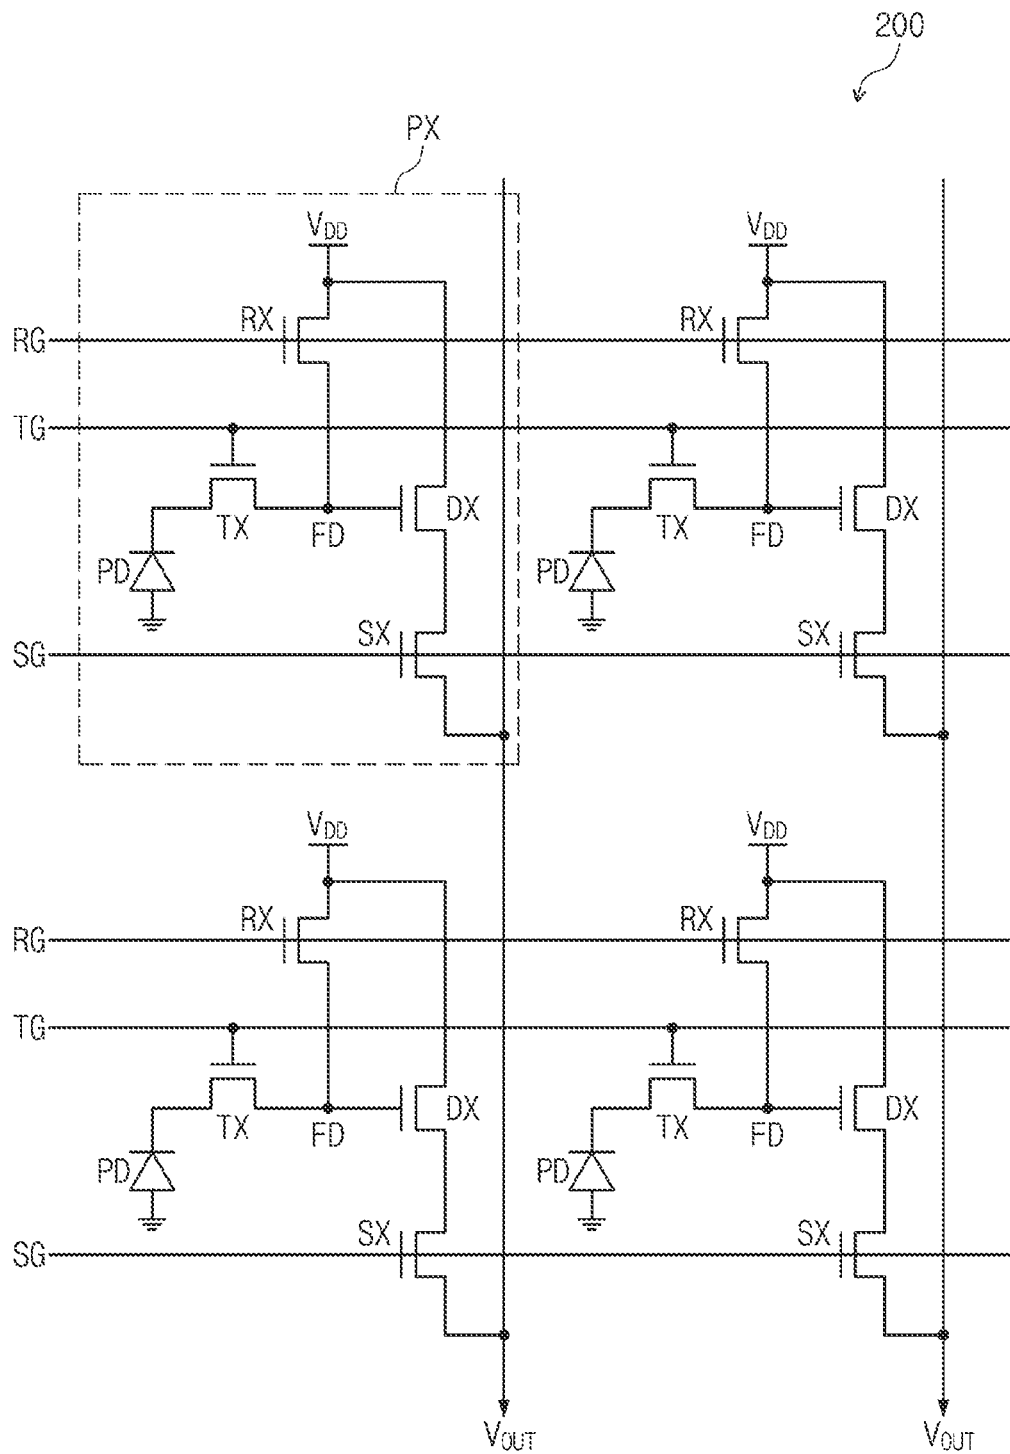 200
PX
VDD VDD
RX RX
RG
TG
DX DX
TX FD TX FD
PD PD
SX SX
SG
VDD VDD
RX RX
RG
TG
DX DX
TX FD TX FD
PD PD
SX SX
SG
VOUT VOUT